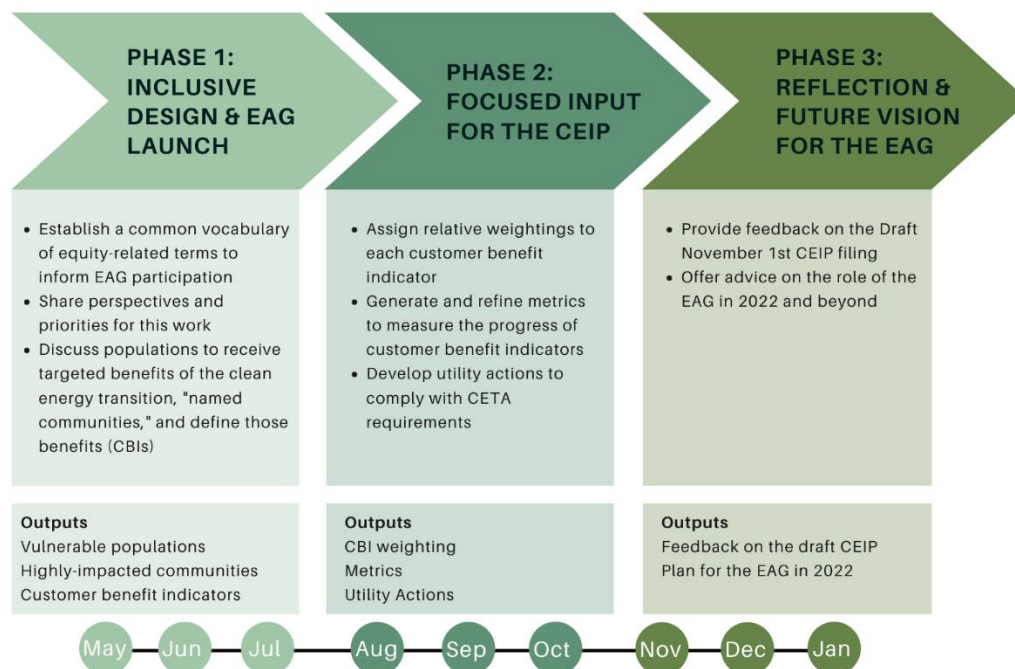 PHASE 1:
INCLUSIVE
DESIGN & EAG
LAUNCH
PHASE 2:
FOCUSED INPUT
FOR THE CEIP
PHASE 3:
REFLECTION &
FUTURE VISION
FOR THE EAG
• Establish a common vocabulary
of equity-related terms to
inform EAG participation
• Share perspectives and
priorities for this work
• Discuss populations to receive
targeted benefits of the clean
energy transition, "named
communities," and define those
benefits (CBIs)
• Assign relative weightings to
each customer benefit
indicator
• Generate and refine metrics
to measure the progress of
customer benefit indicators
• Develop utility actions to
comply with CETA
requirements
• Provide feedback on the Draft
November 1st CEIP filing
• Offer advice on the role of the
EAG in 2022 and beyond
Outputs
Vulnerable populations
Highly-impacted communities
Customer benefit indicators
Outputs
CBI weighting
Metrics
Utility Actions
Outputs
Feedback on the draft CEIP
Plan for the EAG in 2022
May Jun Jul Aug Sep Oct Nov Dec Jan